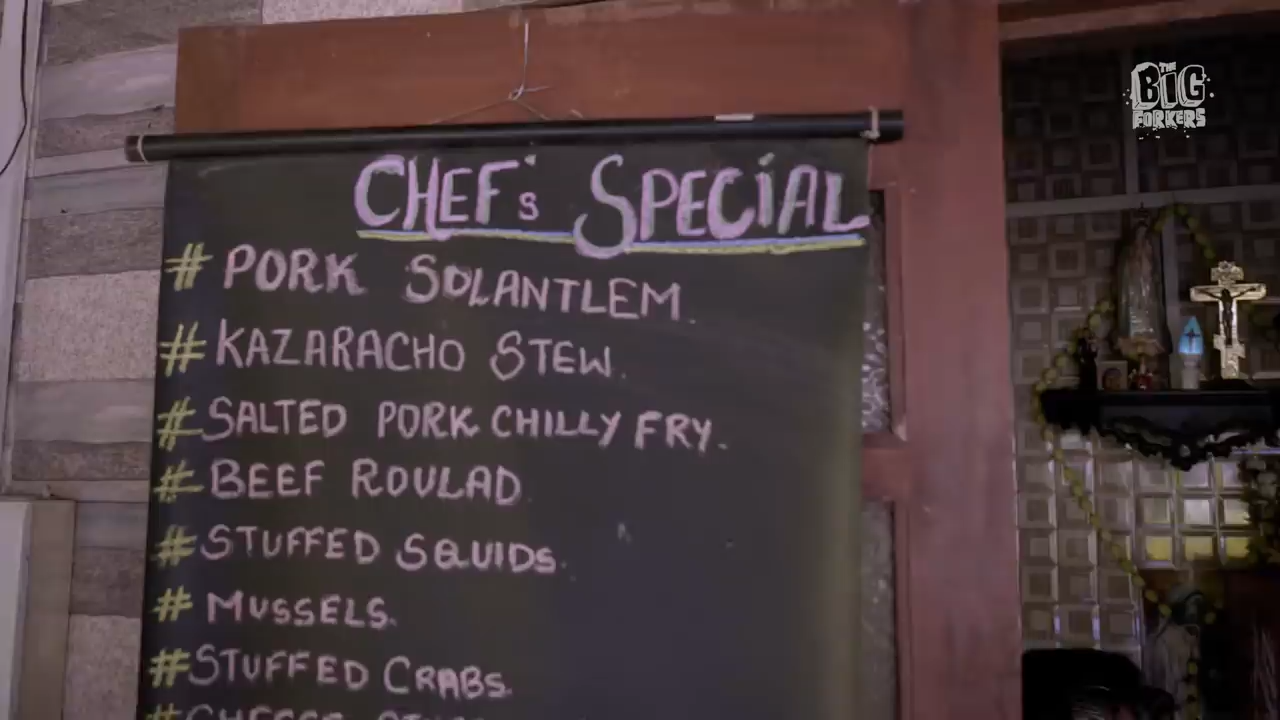 THE
BIG
FORKERS
CHEF's SPECIAL
# PORK SOLANTLEM.
# KAZARACHO STEW.
# SALTED PORK CHILLY FRY.
# BEEF ROULAD
# STUFFED SQUIDS.
# MUSSELS.
# STUFFED CRABS.